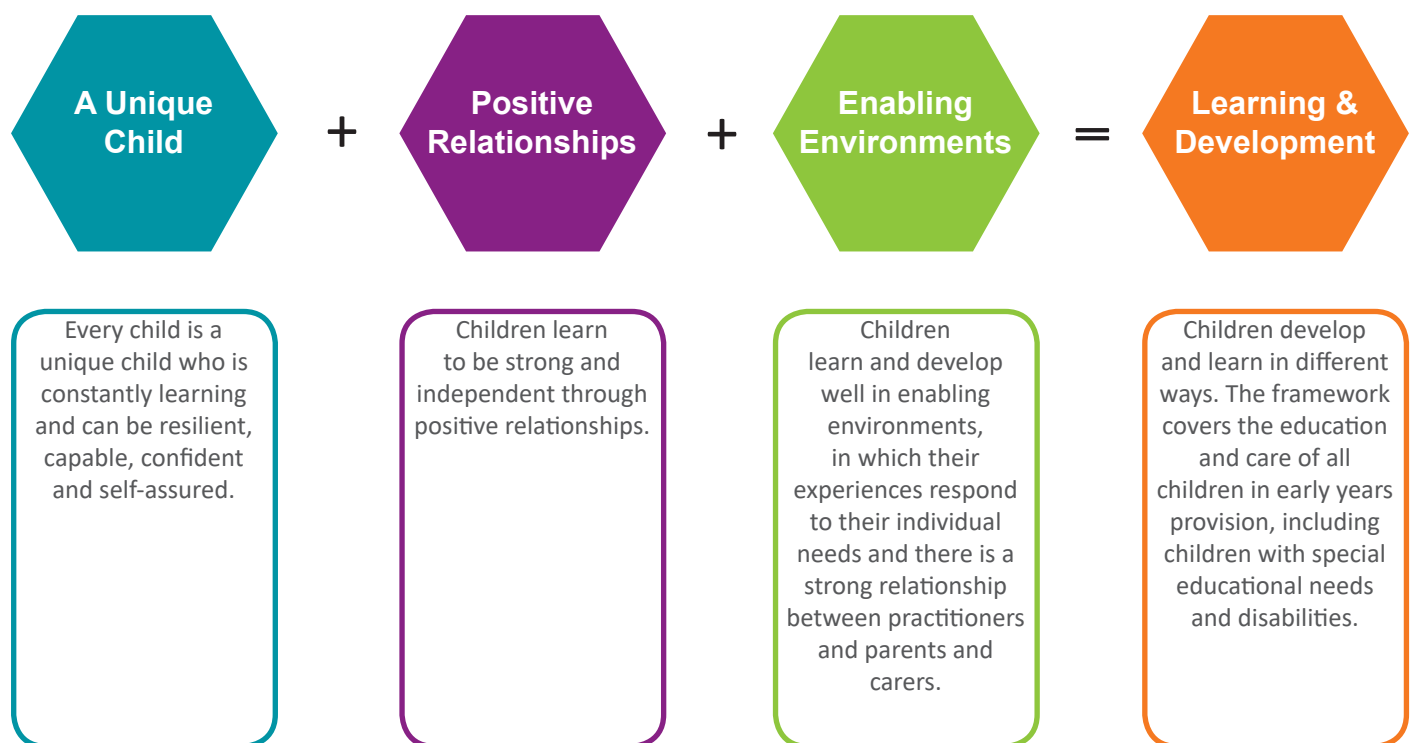 A Unique
Child
+
Positive
Relationships
+
Enabling
Environments
=
Learning &
Development
Every child is a
unique child who is
constantly learning
and can be resilient,
capable, confident
and self-assured.
Children learn
to be strong and
independent through
positive relationships.
Children
learn and develop
well in enabling
environments,
in which their
experiences respond
to their individual
needs and there is a
strong relationship
between practitioners
and parents and
carers.
Children develop
and learn in different
ways. The framework
covers the education
and care of all
children in early years
provision, including
children with special
educational needs
and disabilities.